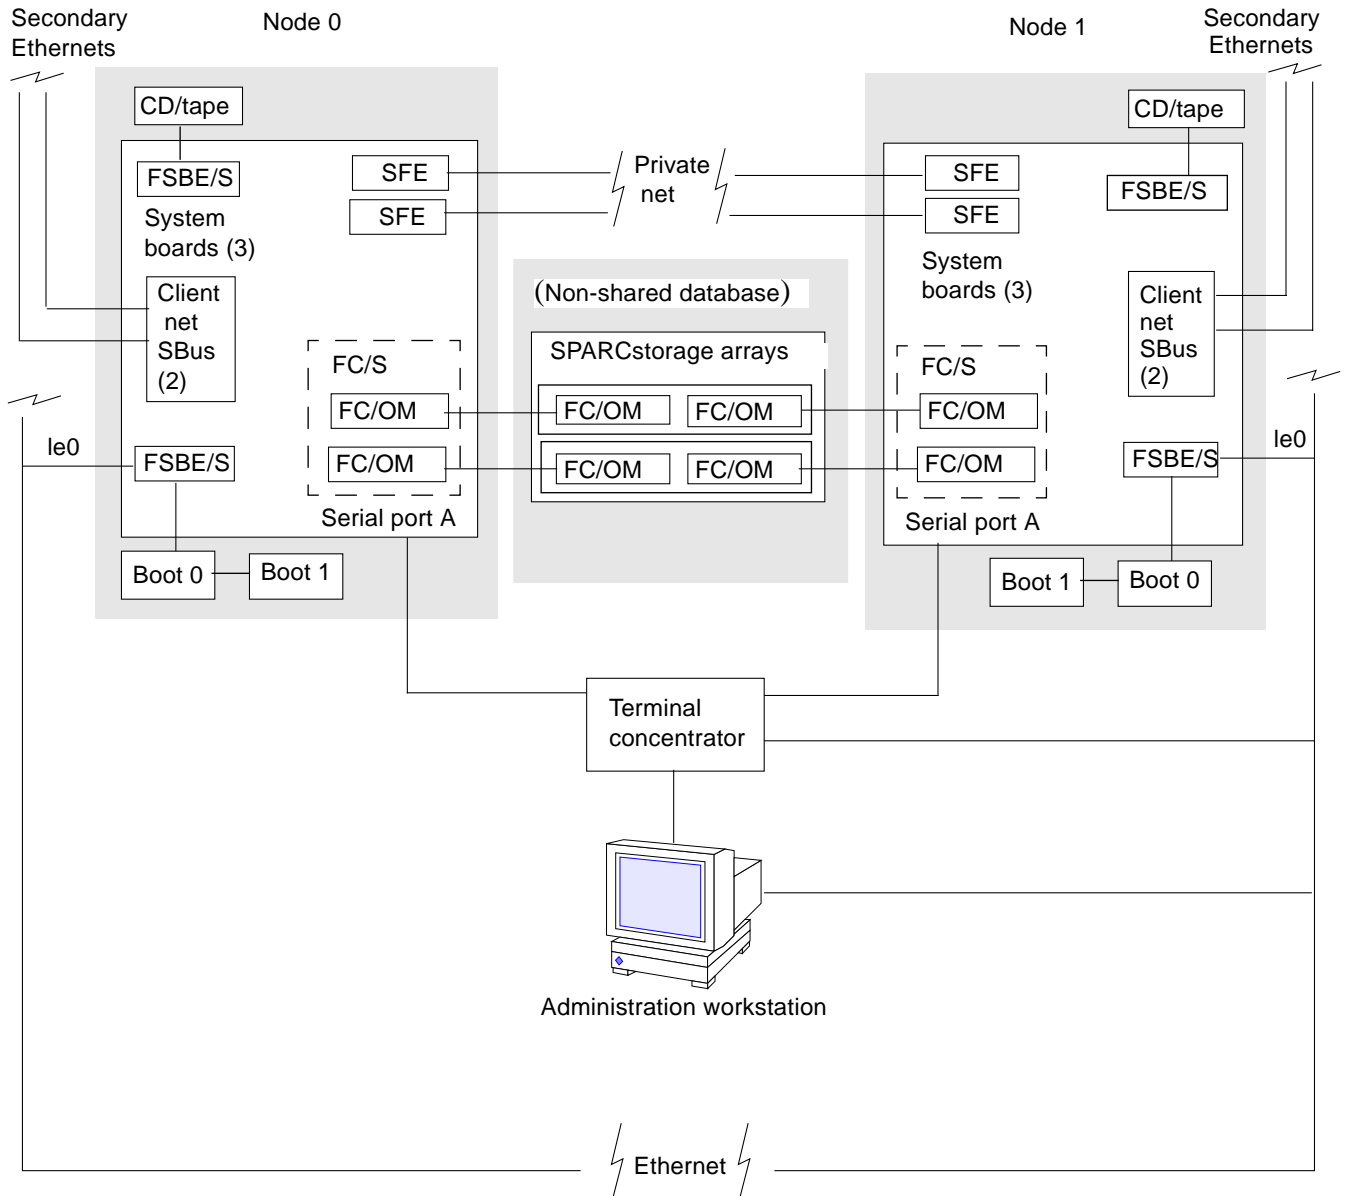 Secondary
Ethernets
Node 0
Node 1
Secondary
Ethernets
CD/tape
FSBE/S
System
boards (3)
SFE
SFE
Client
net
SBus
(2)
FC/S
FC/OM
FC/OM
le0
FSBE/S
Serial port A
Boot 0
Boot 1
Private
net
(Non-shared database)
SPARCstorage arrays
FC/OM
FC/OM
FC/OM
FC/OM
CD/tape
SFE
SFE
FSBE/S
System
boards (3)
Client
net
SBus
(2)
FC/S
FC/OM
FC/OM
FSBE/S
le0
Serial port A
Boot 1
Boot 0
Terminal
concentrator
Administration workstation
Ethernet